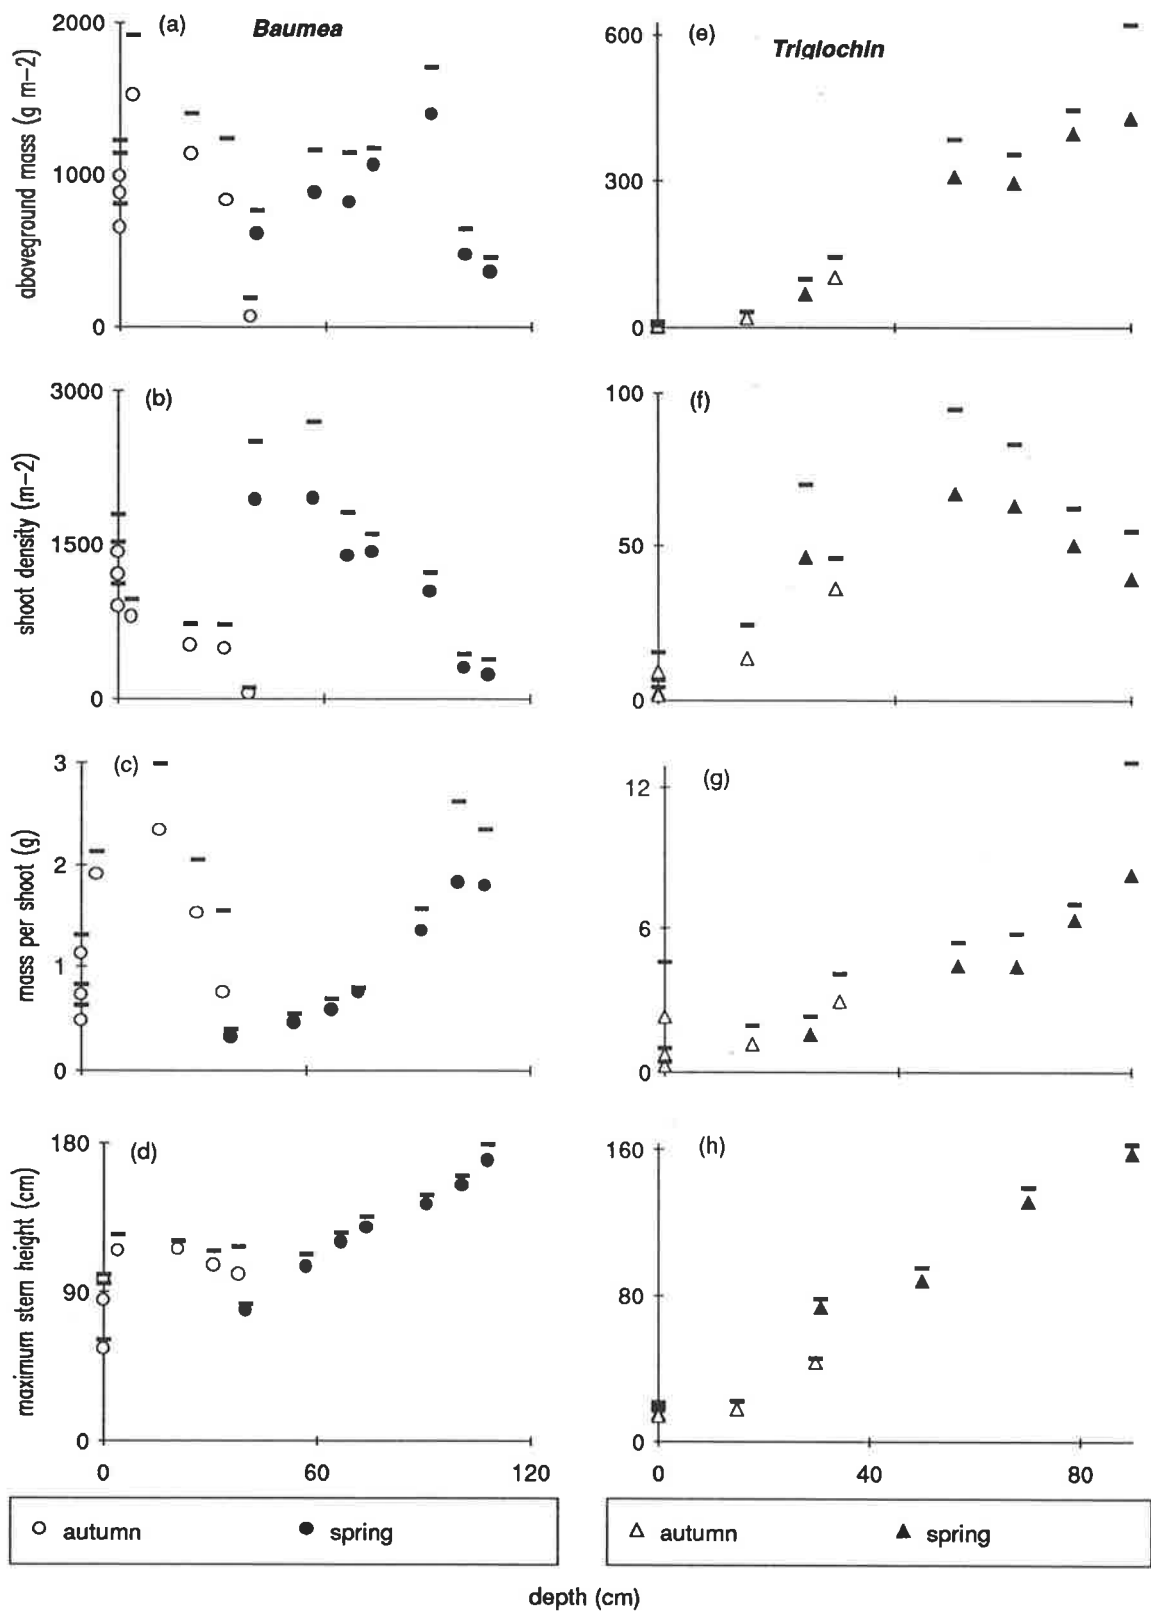 (a) Baumea
2000
1000
0
aboveground mass (g m−2)
(e) Triglochin
600
300
0
(b)
3000
1500
0
shoot density (m−2)
(f)
100
50
0
(c)
3
2
1
0
mass per shoot (g)
(g)
12
6
0
(d)
180
90
0
maximum stem height (cm)
0 60 120
(h)
160
80
0
0 40 80
autumn spring
autumn spring
depth (cm)